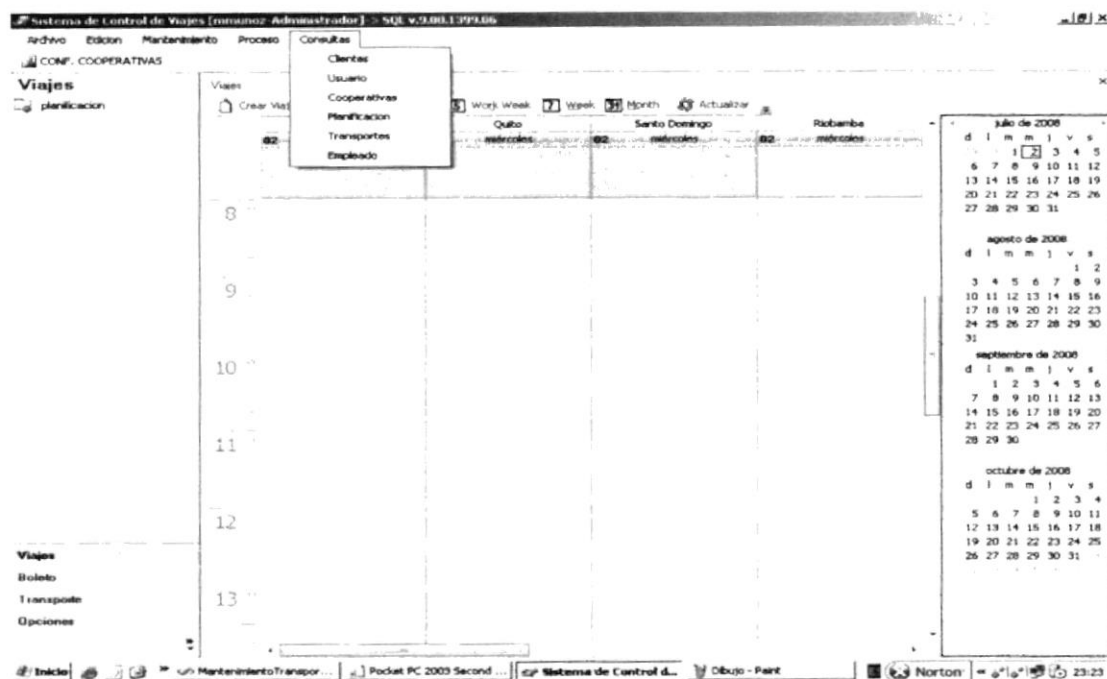 Sistema de Control de Viajes [mmunoz-Administrador] -> SQL v.9.00.1399.06
Archivo Edicion Mantenimiento Proceso Consultas
CONF. COOPERATIVAS
Clientes
Usuario
Cooperativas
Planificacion
Transportes
Empleado
Viajes
planificacion
Viajes
Crear Viaj
5 Work Week 7 Week 31 Month Actualizar
Quito Santo Domingo Riobamba
02 miércoles 02 miércoles 02 miércoles
8
9
10
11
12
13
julio de 2008
d l m m j v s
1 2 3 4 5
6 7 8 9 10 11 12
13 14 15 16 17 18 19
20 21 22 23 24 25 26
27 28 29 30 31
agosto de 2008
d l m m j v s
1 2
3 4 5 6 7 8 9
10 11 12 13 14 15 16
17 18 19 20 21 22 23
24 25 26 27 28 29 30
31
septiembre de 2008
d l m m j v s
1 2 3 4 5 6
7 8 9 10 11 12 13
14 15 16 17 18 19 20
21 22 23 24 25 26 27
28 29 30
octubre de 2008
d l m m j v s
1 2 3 4
5 6 7 8 9 10 11
12 13 14 15 16 17 18
19 20 21 22 23 24 25
26 27 28 29 30 31
Viajes
Boleto
Transporte
Opciones
Inicio
MantenimientoTranspor...
Pocket PC 2003 Second ...
Sistema de Control d...
Dibujo - Paint
Norton
23:23